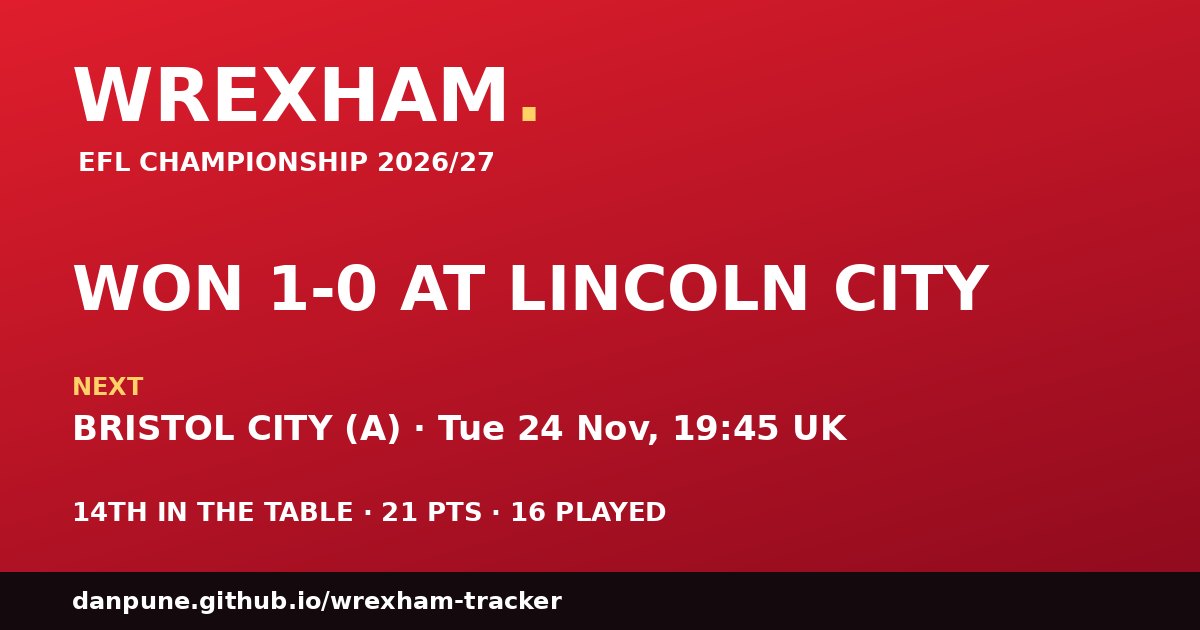 WREXHAM.
EFL CHAMPIONSHIP 2026/27
WON 1-0 AT LINCOLN CITY
NEXT
BRISTOL CITY (A) · Tue 24 Nov, 19:45 UK
14TH IN THE TABLE · 21 PTS · 16 PLAYED
danpune.github.io/wrexham-tracker